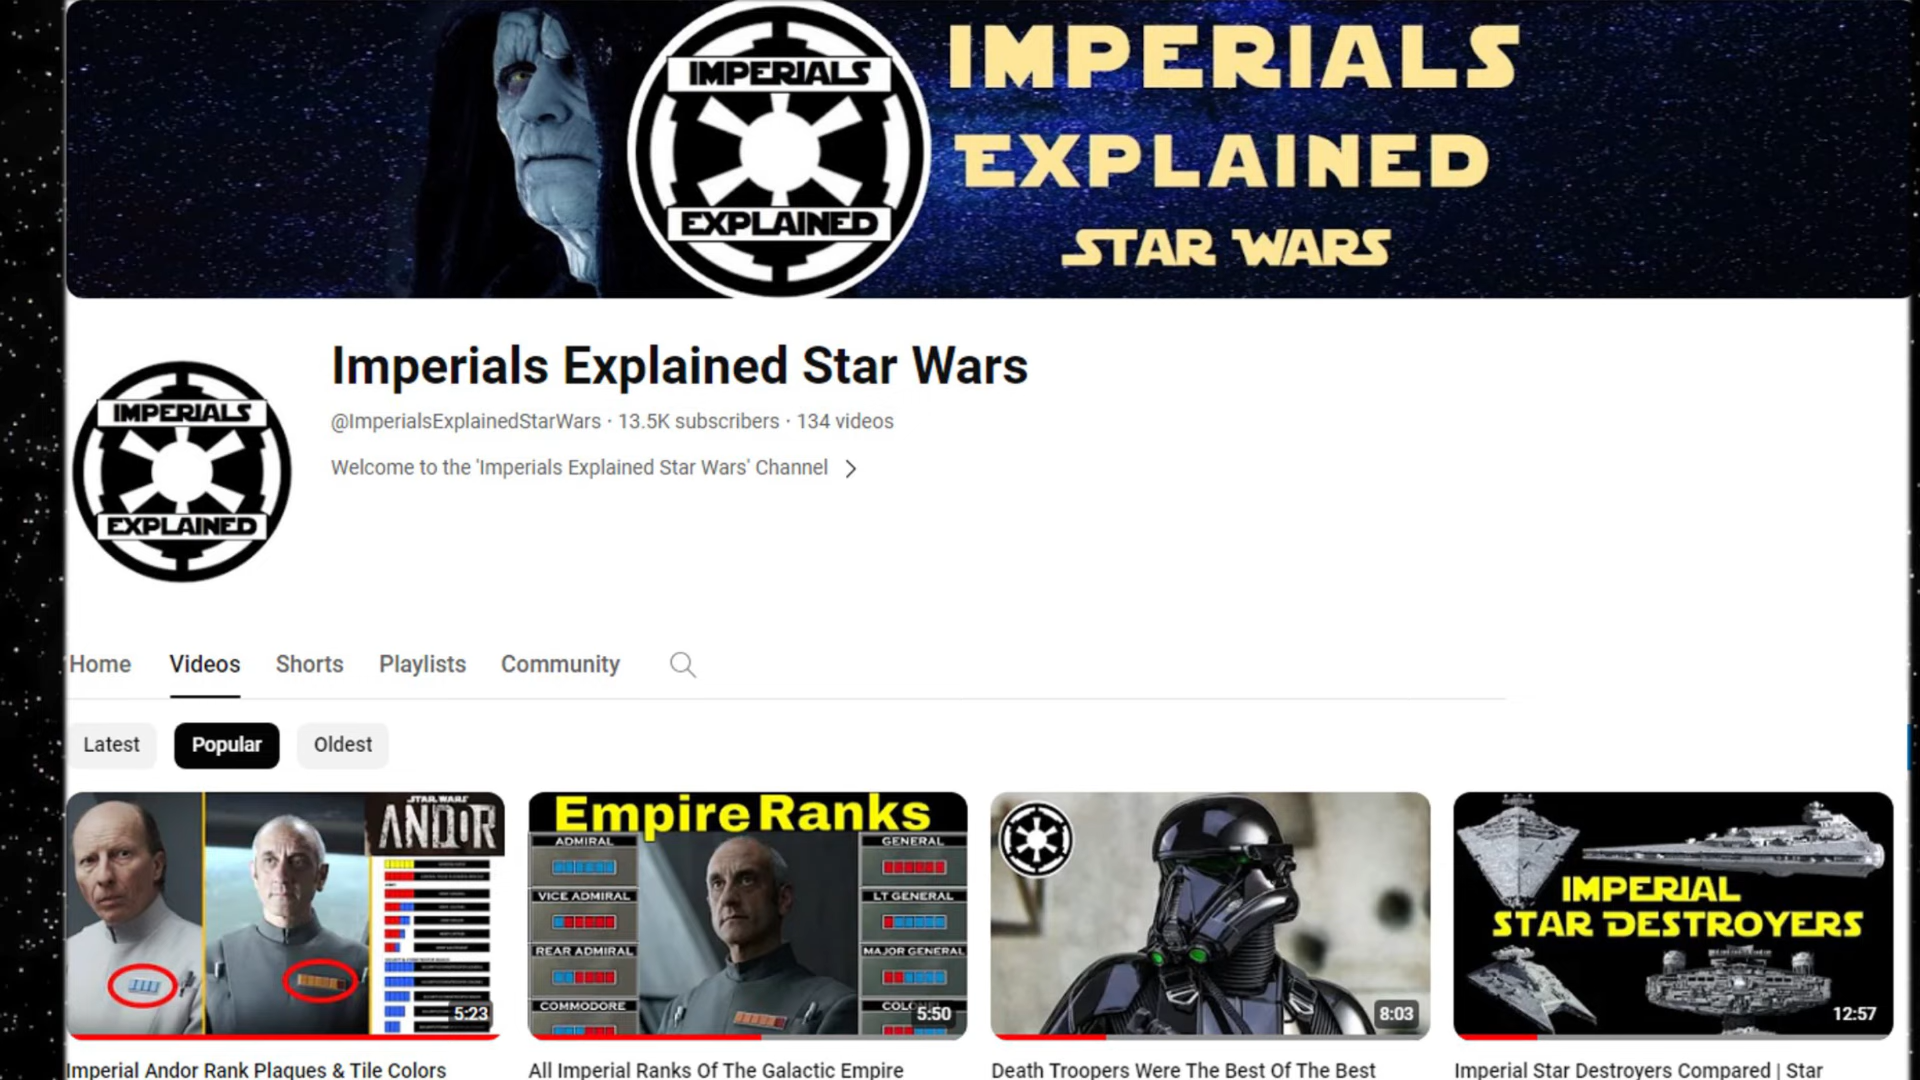 IMPERIALS
EXPLAINED
IMPERIALS
EXPLAINED
STAR WARS
IMPERIALS
EXPLAINED
Imperials Explained Star Wars
@ImperialsExplainedStarWars · 13.5K subscribers · 134 videos
Welcome to the 'Imperials Explained Star Wars' Channel
Home Videos Shorts Playlists Community
Latest Popular Oldest
STAR WARS
ANDOR
5:23
Empire Ranks
ADMIRAL
GENERAL
VICE ADMIRAL
LT GENERAL
REAR ADMIRAL
MAJOR GENERAL
COMMODORE
5:50
8:03
IMPERIAL
STAR DESTROYERS
12:57
Imperial Andor Rank Plaques & Tile Colors
All Imperial Ranks Of The Galactic Empire
Death Troopers Were The Best Of The Best
Imperial Star Destroyers Compared | Star